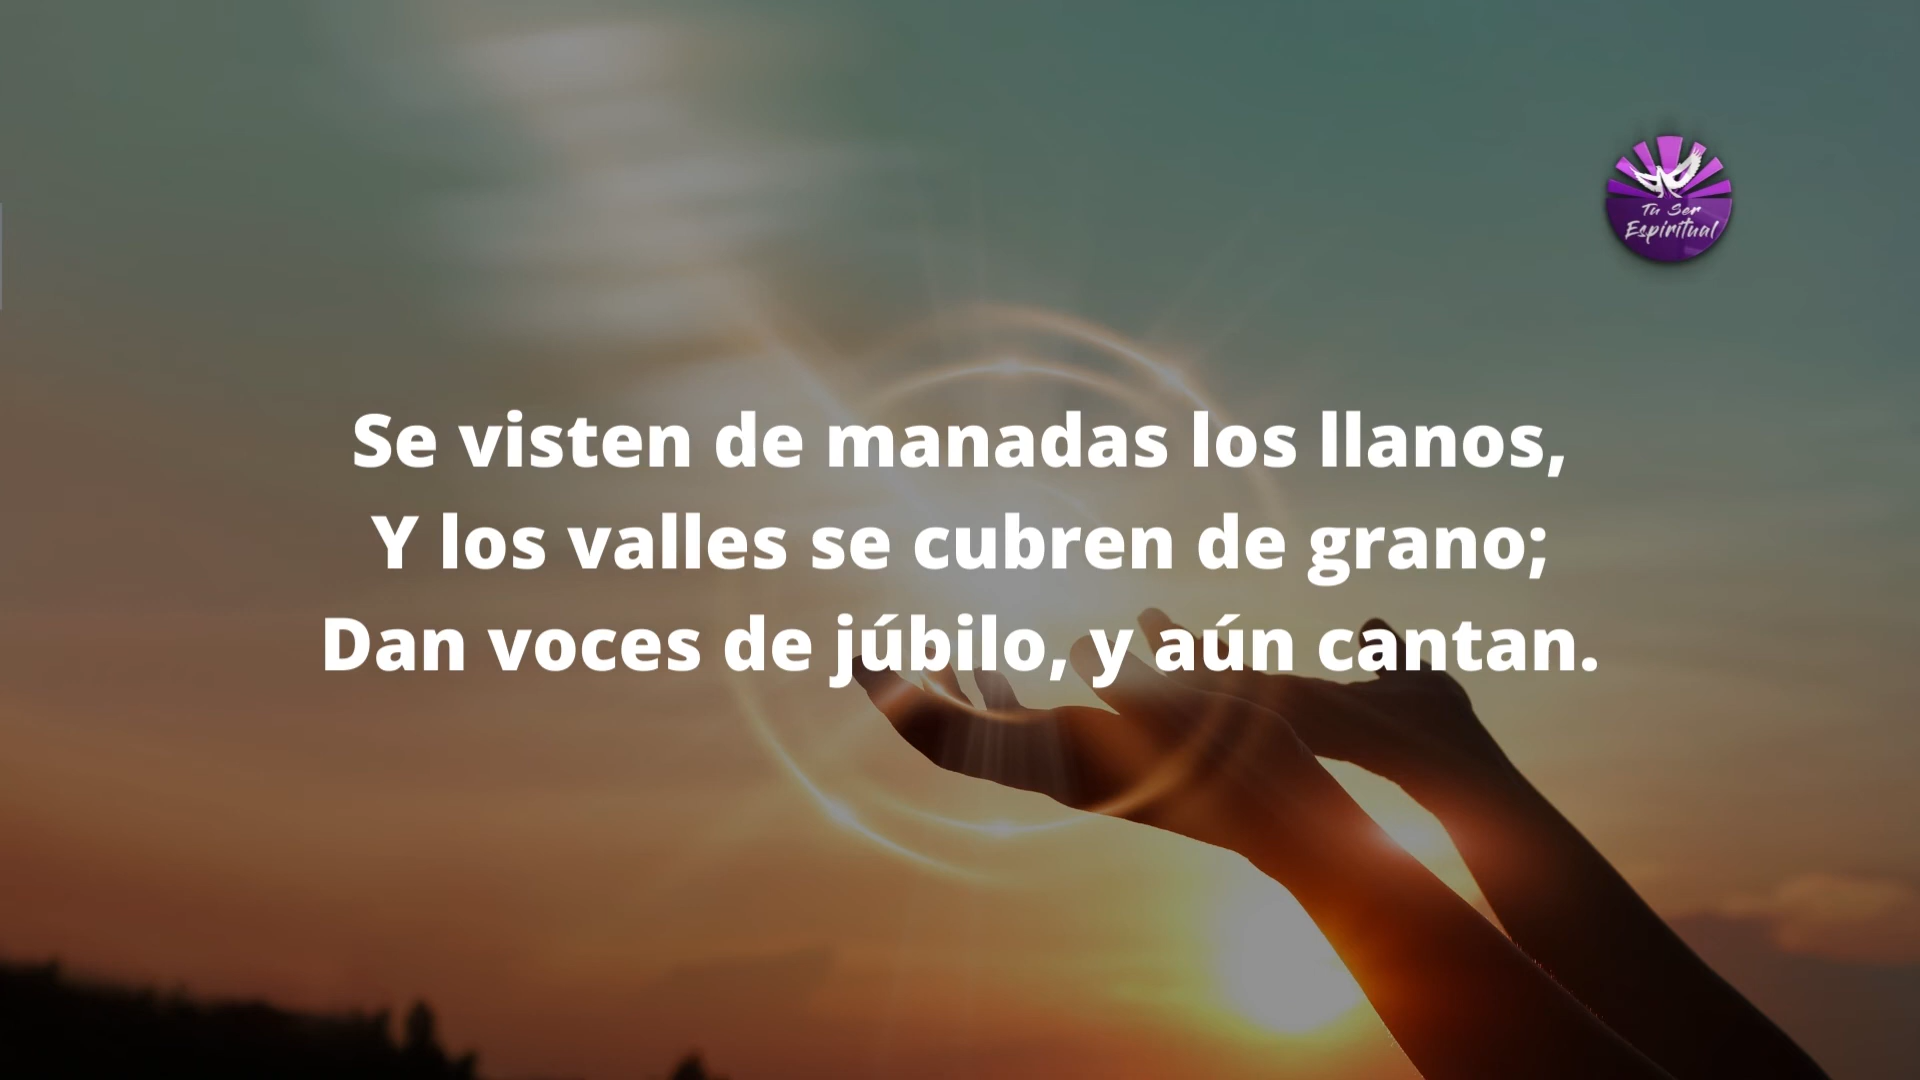 Tu Ser
Espiritual
Se visten de manadas los llanos,
Y los valles se cubren de grano;
Dan voces de júbilo, y aún cantan.